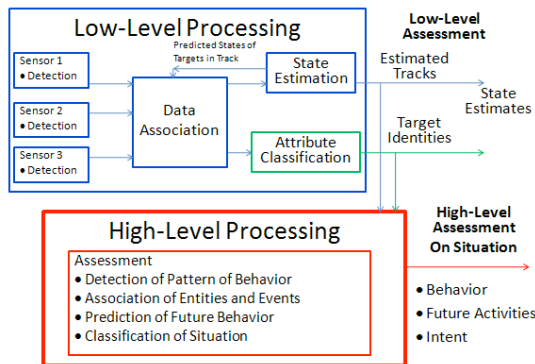 Low-Level Processing
Low-Level
Assessment
Sensor 1
• Detection
Predicted States of
Targets in Track
State
Estimation
Estimated
Tracks
State
Estimates
Sensor 2
• Detection
Data
Association
Sensor 3
• Detection
Attribute
Classification
Target
Identities
High-Level Processing
High-Level
Assessment
On Situation
Assessment
• Detection of Pattern of Behavior
• Association of Entities and Events
• Prediction of Future Behavior
• Classification of Situation
• Behavior
• Future Activities
• Intent